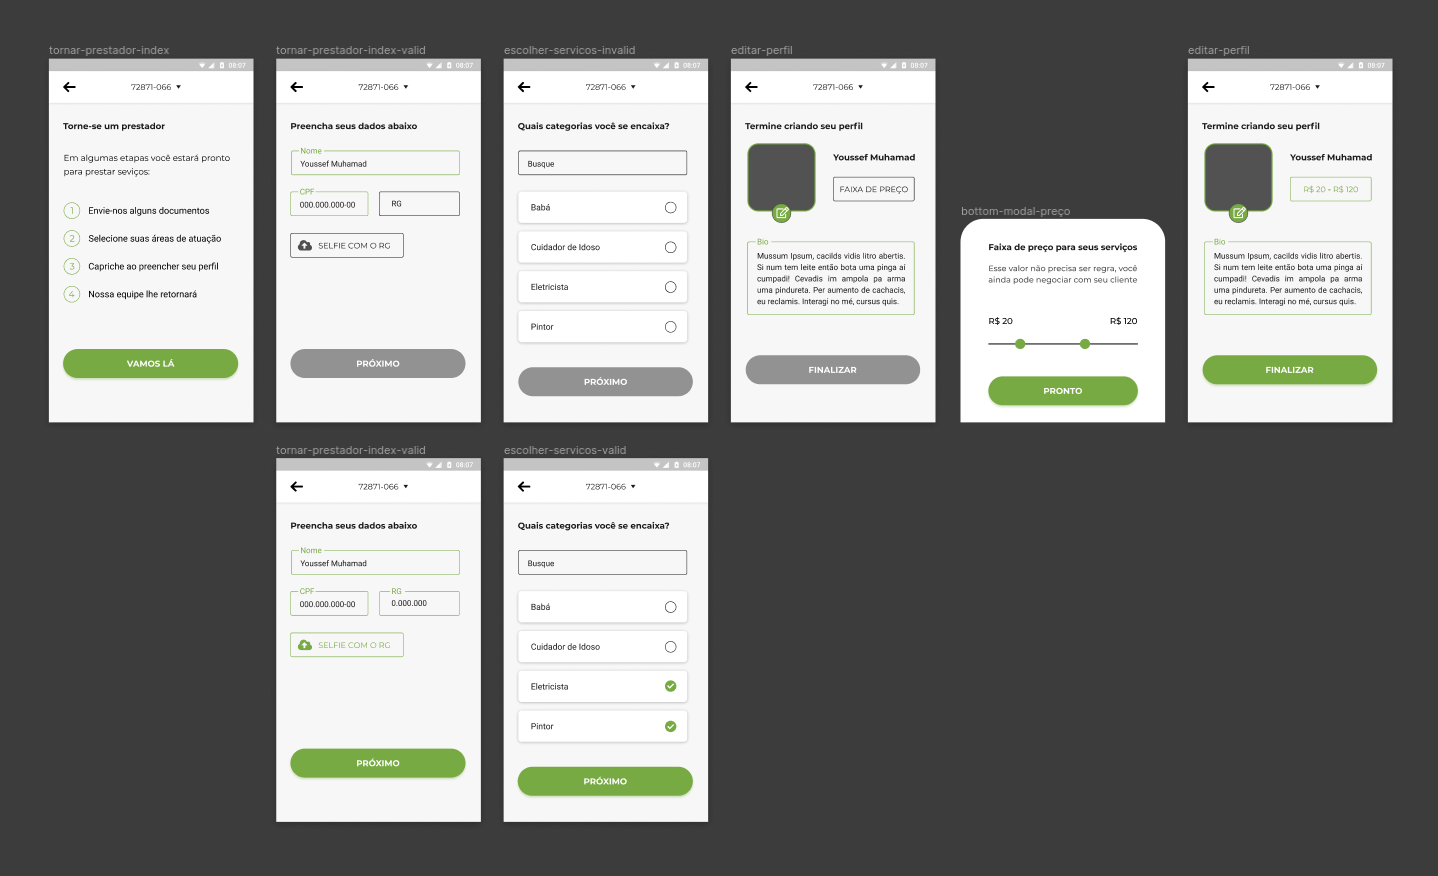 tornar-prestador-index
08:07
72871-066
Torne-se um prestador
Em algumas etapas você estará pronto
para prestar seviços:
1 Envie-nos alguns documentos
2 Selecione suas áreas de atuação
3 Capriche ao preencher seu perfil
4 Nossa equipe lhe retornará
VAMOS LÁ
tornar-prestador-index-valid
08:07
72871-066
Preencha seus dados abaixo
Nome
Youssef Muhamad
CPF
000.000.000-00
RG
SELFIE COM O RG
PRÓXIMO
escolher-servicos-invalid
08:07
72871-066
Quais categorias você se encaixa?
Busque
Babá
Cuidador de Idoso
Eletricista
Pintor
PRÓXIMO
editar-perfil
08:07
72871-066
Termine criando seu perfil
Youssef Muhamad
FAIXA DE PREÇO
Bio
Mussum Ipsum, cacilds vidis litro abertis.
Si num tem leite então bota uma pinga aí
cumpadi! Cevadis im ampola pa arma
uma pindureta. Per aumento de cachacis,
eu reclamis. Interagi no mé, cursus quis.
FINALIZAR
bottom-modal-preço
Faixa de preço para seus serviços
Esse valor não precisa ser regra, você
ainda pode negociar com seu cliente
R$ 20
R$ 120
PRONTO
editar-perfil
08:07
72871-066
Termine criando seu perfil
Youssef Muhamad
R$ 20 - R$ 120
Bio
Mussum Ipsum, cacilds vidis litro abertis.
Si num tem leite então bota uma pinga aí
cumpadi! Cevadis im ampola pa arma
uma pindureta. Per aumento de cachacis,
eu reclamis. Interagi no mé, cursus quis.
FINALIZAR
tornar-prestador-index-valid
08:07
72871-066
Preencha seus dados abaixo
Nome
Youssef Muhamad
CPF
000.000.000-00
RG
0.000.000
SELFIE COM O RG
PRÓXIMO
escolher-servicos-valid
08:07
72871-066
Quais categorias você se encaixa?
Busque
Babá
Cuidador de Idoso
Eletricista
Pintor
PRÓXIMO